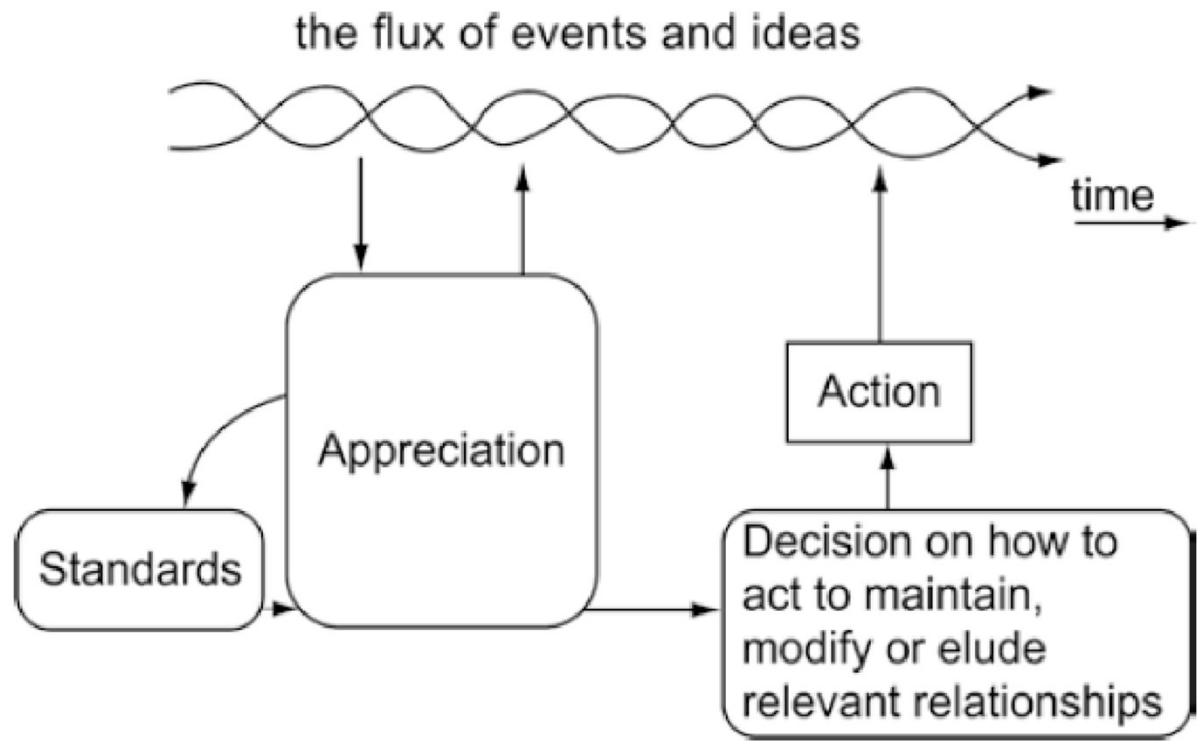 the flux of events and ideas
time
Appreciation
Action
Standards
Decision on how to
act to maintain,
modify or elude
relevant relationships